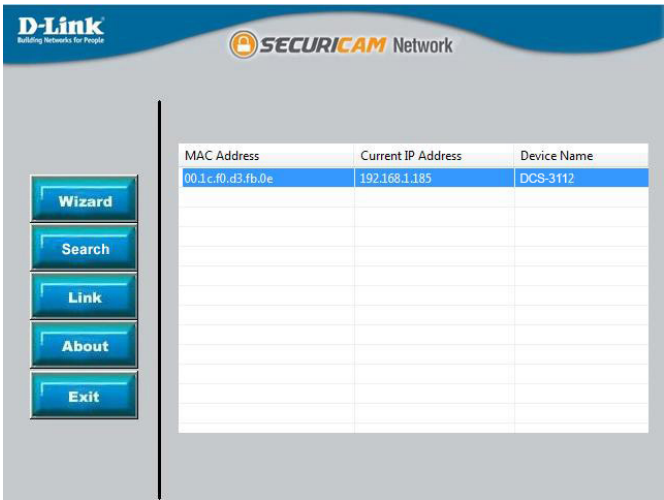 D-Link
Building Networks for People
SECURICAM Network
MAC Address Current IP Address Device Name
00.1c.f0.d3.fb.0e 192.168.1.185 DCS-3112
Wizard
Search
Link
About
Exit